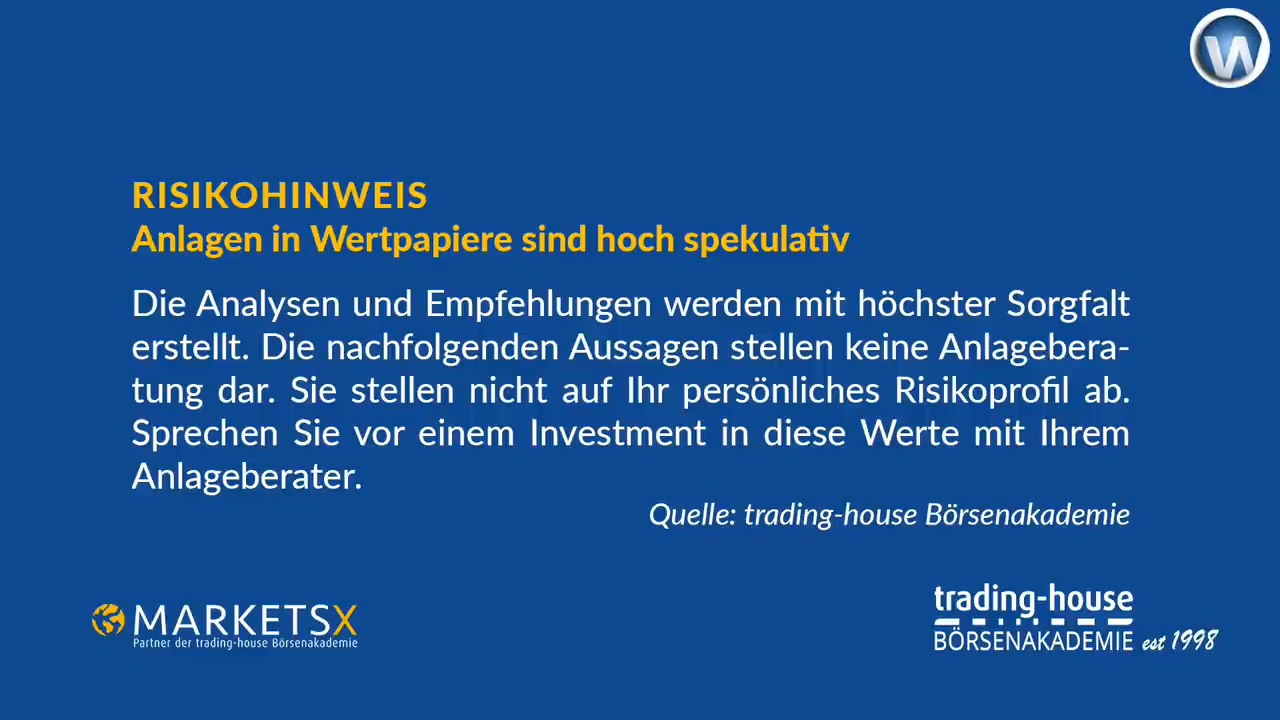 RISIKOHINWEIS
Anlagen in Wertpapiere sind hoch spekulativ
Die Analysen und Empfehlungen werden mit höchster Sorgfalt
erstellt. Die nachfolgenden Aussagen stellen keine Anlagebera-
tung dar. Sie stellen nicht auf Ihr persönliches Risikoprofil ab.
Sprechen Sie vor einem Investment in diese Werte mit Ihrem
Anlageberater.
Quelle: trading-house Börsenakademie
MARKETSX
Partner der trading-house Börsenakademie
trading-house
BÖRSENAKADEMIE est 1998
W